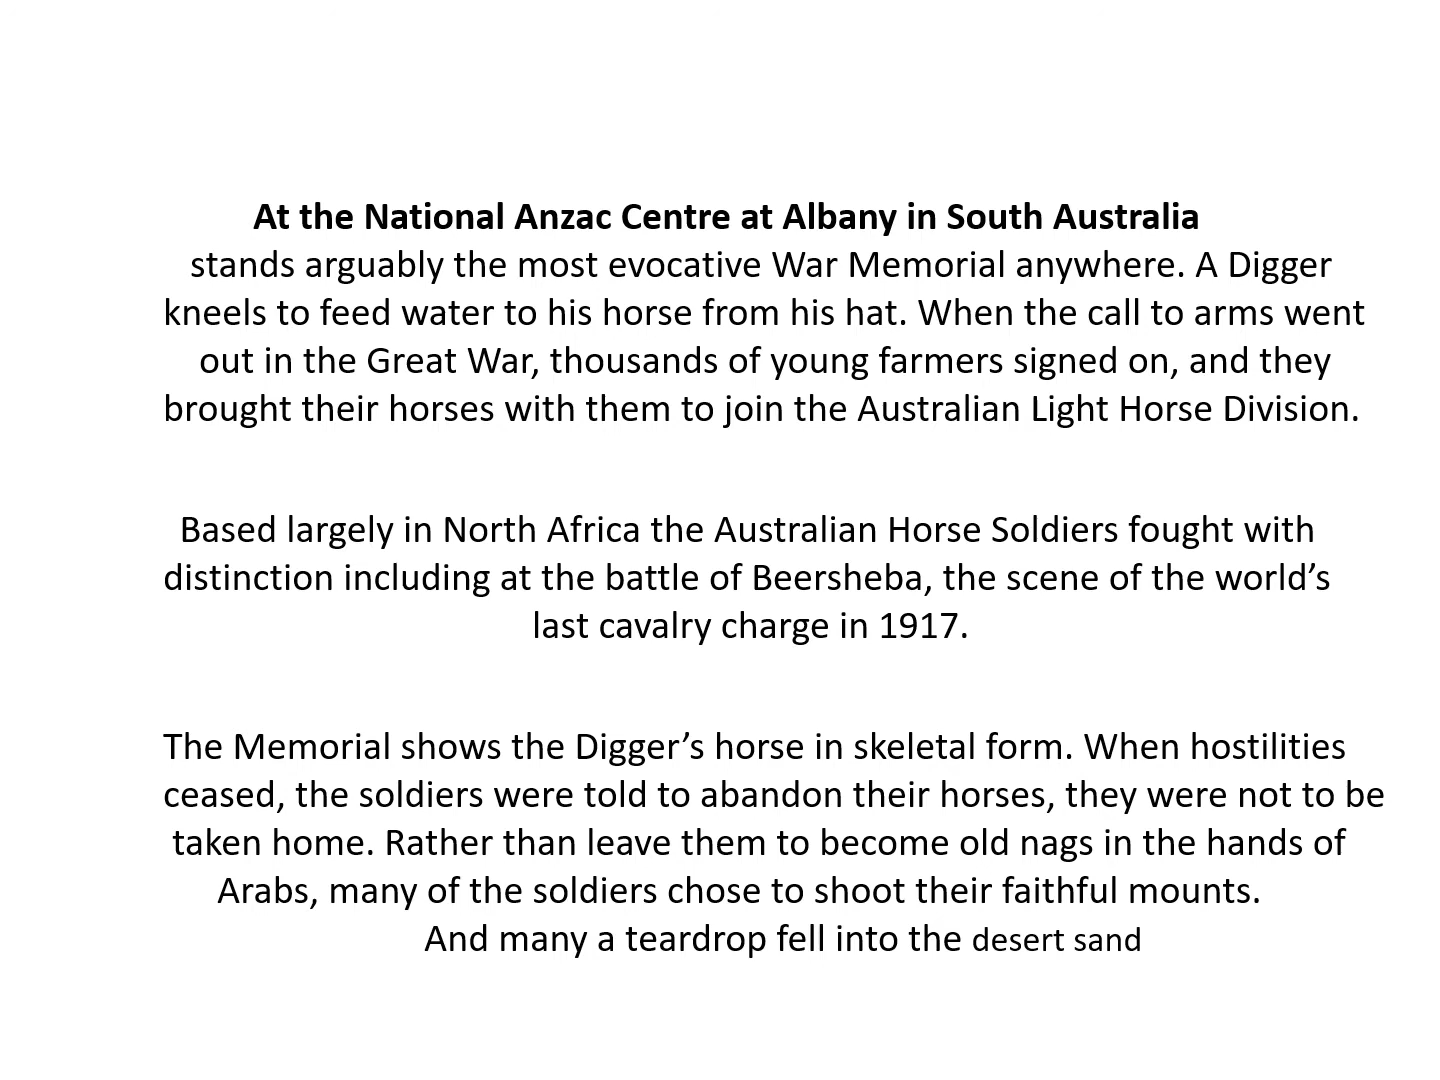 At the National Anzac Centre at Albany in South Australia
stands arguably the most evocative War Memorial anywhere. A Digger
kneels to feed water to his horse from his hat. When the call to arms went
out in the Great War, thousands of young farmers signed on, and they
brought their horses with them to join the Australian Light Horse Division.
Based largely in North Africa the Australian Horse Soldiers fought with
distinction including at the battle of Beersheba, the scene of the world’s
last cavalry charge in 1917.
The Memorial shows the Digger’s horse in skeletal form. When hostilities
ceased, the soldiers were told to abandon their horses, they were not to be
taken home. Rather than leave them to become old nags in the hands of
Arabs, many of the soldiers chose to shoot their faithful mounts.
And many a teardrop fell into the desert sand